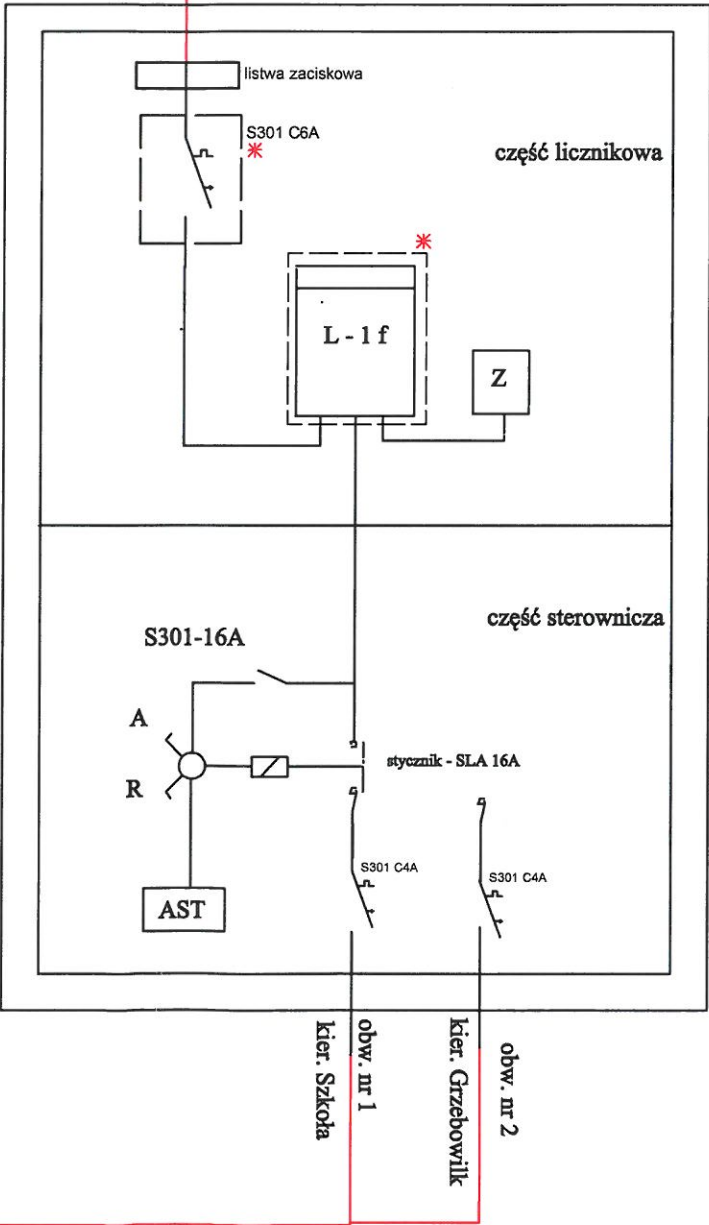 listwa zaciskowa
S301 C6A
część licznikowa
L - 1 f
Z
część sterownicza
S301-16A
A
R
stycznik - SLA 16A
S301 C4A
S301 C4A
AST
obw. nr 1
kier. Szkoła
obw. nr 2
kier. Grzebowilk